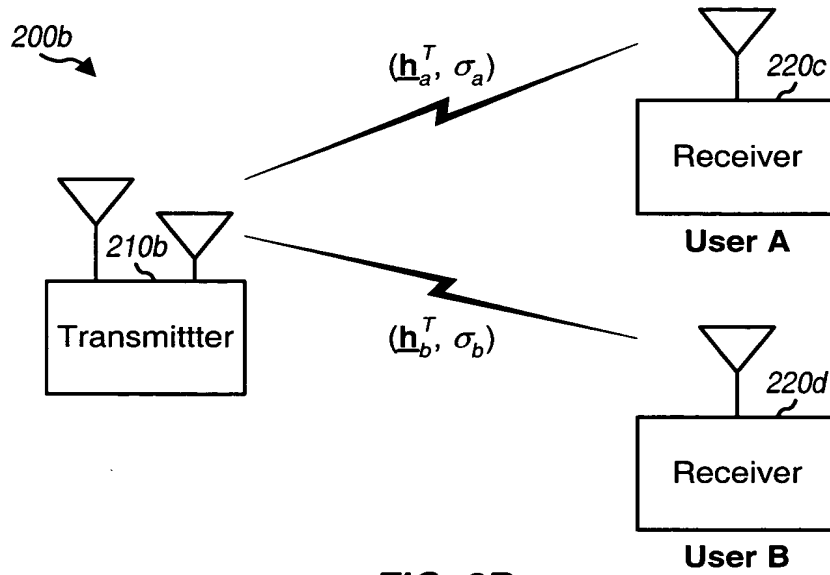 200b
(h_a^T, σ_a)
220c
Receiver
User A
210b
Transmittter
(h_b^T, σ_b)
220d
Receiver
User B